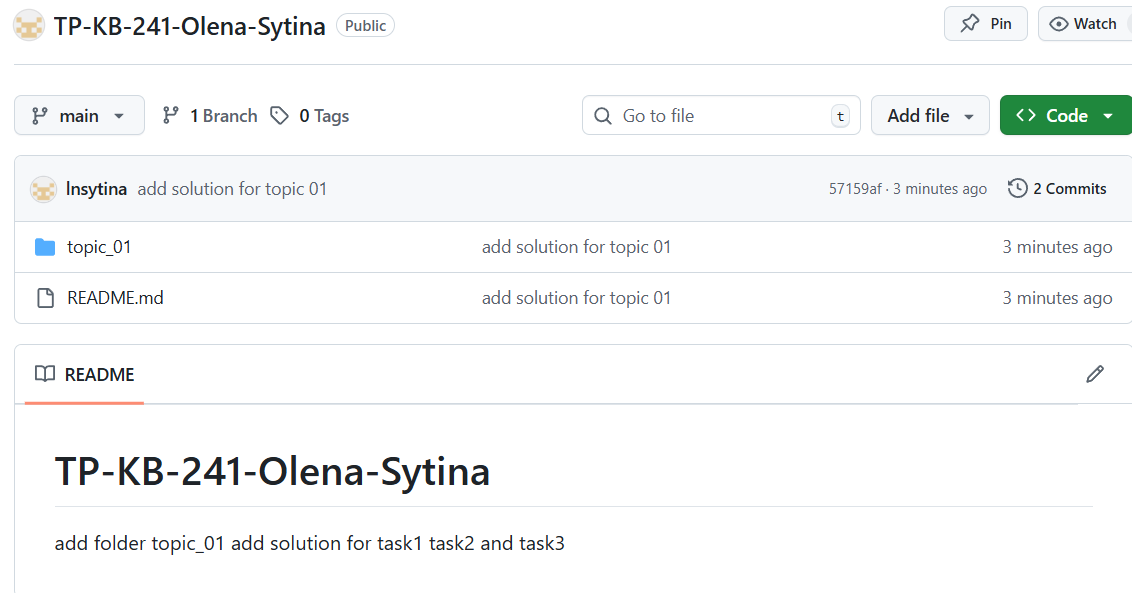 TP-KB-241-Olena-Sytina Public Pin Watch
main 1 Branch 0 Tags Go to file t Add file Code
lnsytina add solution for topic 01 57159af · 3 minutes ago 2 Commits
topic_01 add solution for topic 01 3 minutes ago
README.md add solution for topic 01 3 minutes ago
README
TP-KB-241-Olena-Sytina
add folder topic_01 add solution for task1 task2 and task3